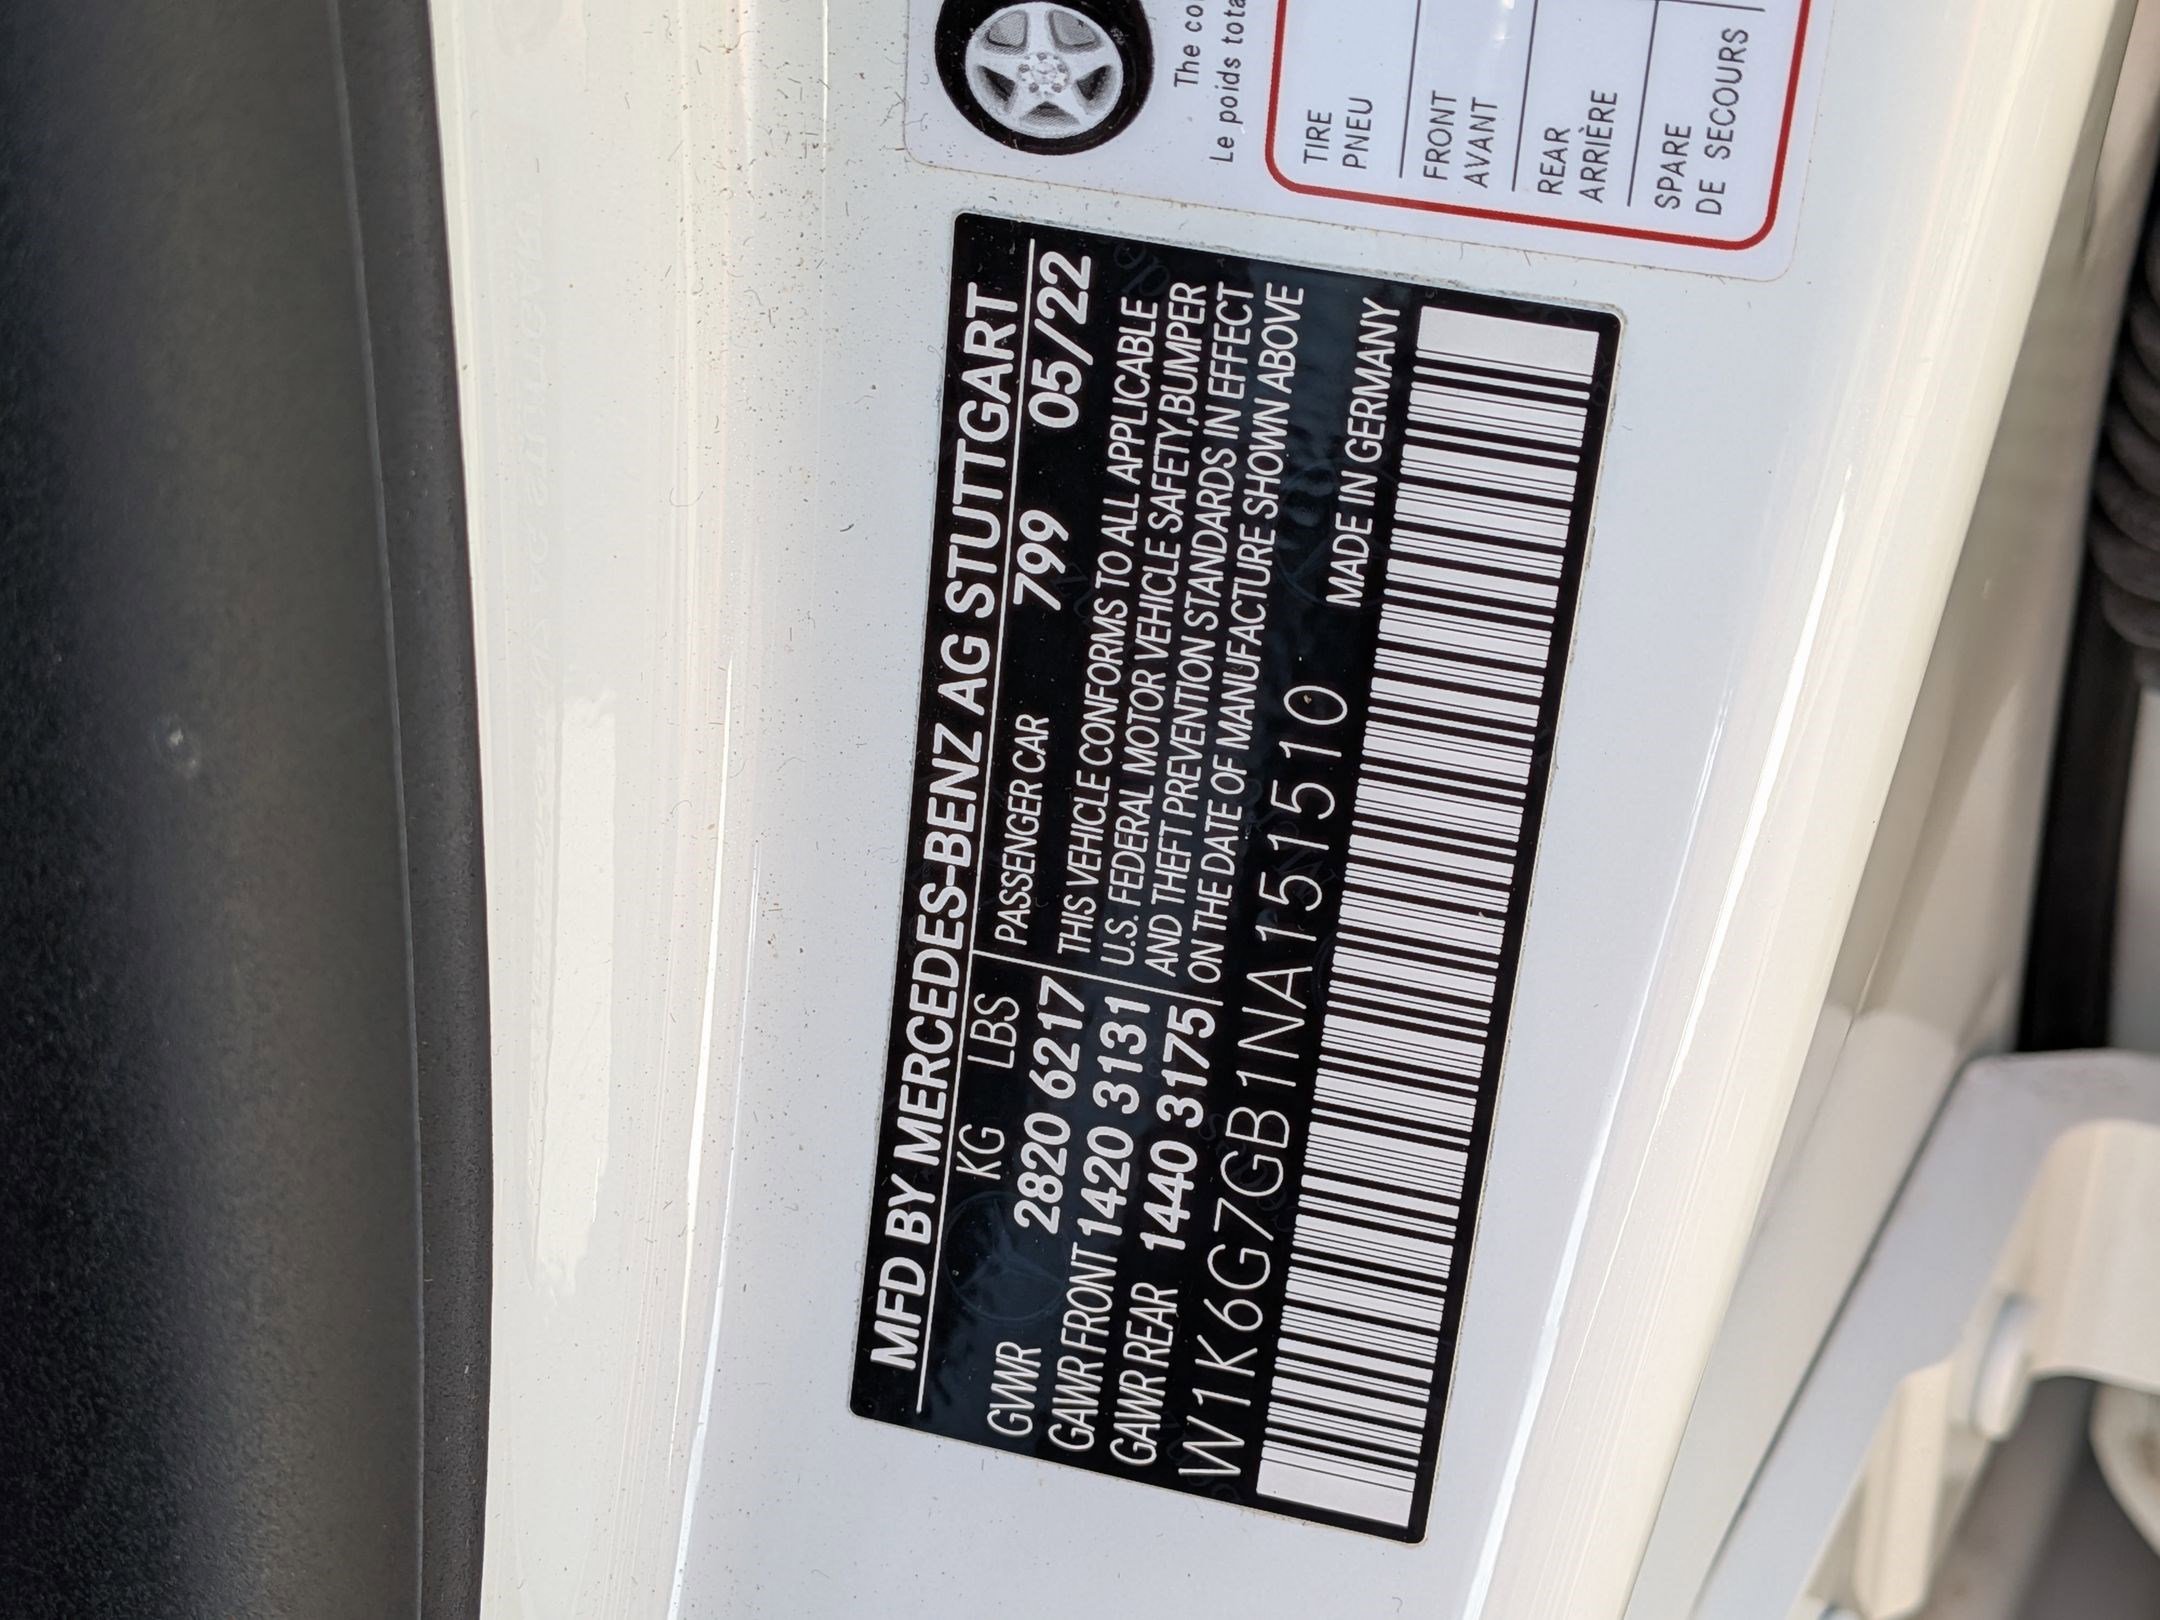 MFD BY MERCEDES-BENZ AG STUTTGART
KG LBS PASSENGER CAR 799 05/22
GVWR 2820 6217 THIS VEHICLE CONFORMS TO ALL APPLICABLE
GAWR FRONT 1420 3131 U.S. FEDERAL MOTOR VEHICLE SAFETY, BUMPER
GAWR REAR 1440 3175 AND THEFT PREVENTION STANDARDS IN EFFECT
ON THE DATE OF MANUFACTURE SHOWN ABOVE
W1K6G7GB1NA151510 MADE IN GERMANY
The
Le poids
TIRE
PNEU
FRONT
AVANT
REAR
ARRIÈRE
SPARE
DE SECOURS